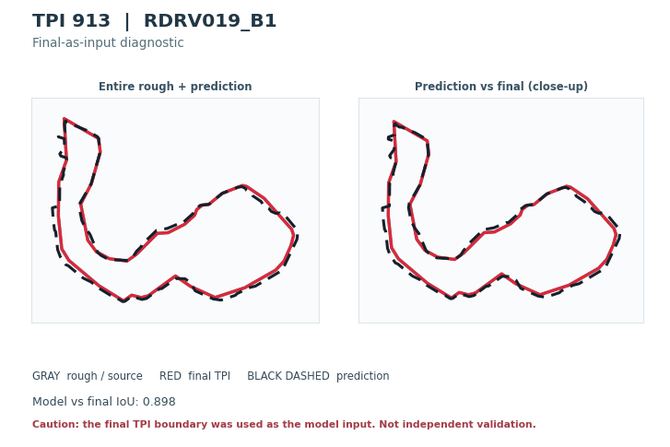 TPI 913 | RDRV019_B1
Final-as-input diagnostic
Entire rough + prediction
Prediction vs final (close-up)
GRAY rough / source RED final TPI BLACK DASHED prediction
Model vs final IoU: 0.898
Caution: the final TPI boundary was used as the model input. Not independent validation.